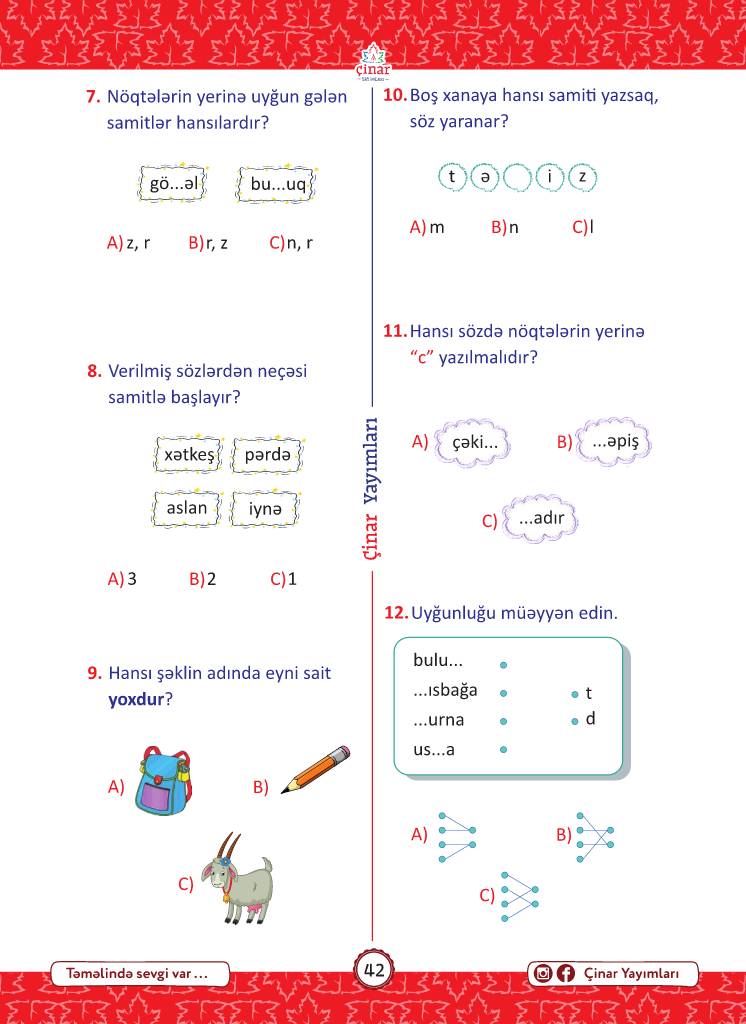 çinar
YAYIMLARI
7. Nöqtələrin yerinə uyğun gələn
samitlər hansılardır?
gö...əl
bu...uq
A) z, r B) r, z C) n, r
8. Verilmiş sözlərdən neçəsi
samitlə başlayır?
xətkeş
pərdə
aslan
iynə
A) 3 B) 2 C) 1
9. Hansı şəklin adında eyni sait
yoxdur?
A)
B)
C)
Çinar Yayımları
10. Boş xanaya hansı samiti yazsaq,
söz yaranar?
t ə i z
A) m B) n C) l
11. Hansı sözdə nöqtələrin yerinə
“c” yazılmalıdır?
A) çəki...
B) ...əpiş
C) ...adır
12. Uyğunluğu müəyyən edin.
bulu...
...ısbağa
...urna
us...a
t
d
A)
B)
C)
Təməlində sevgi var ...
42
Çinar Yayımları